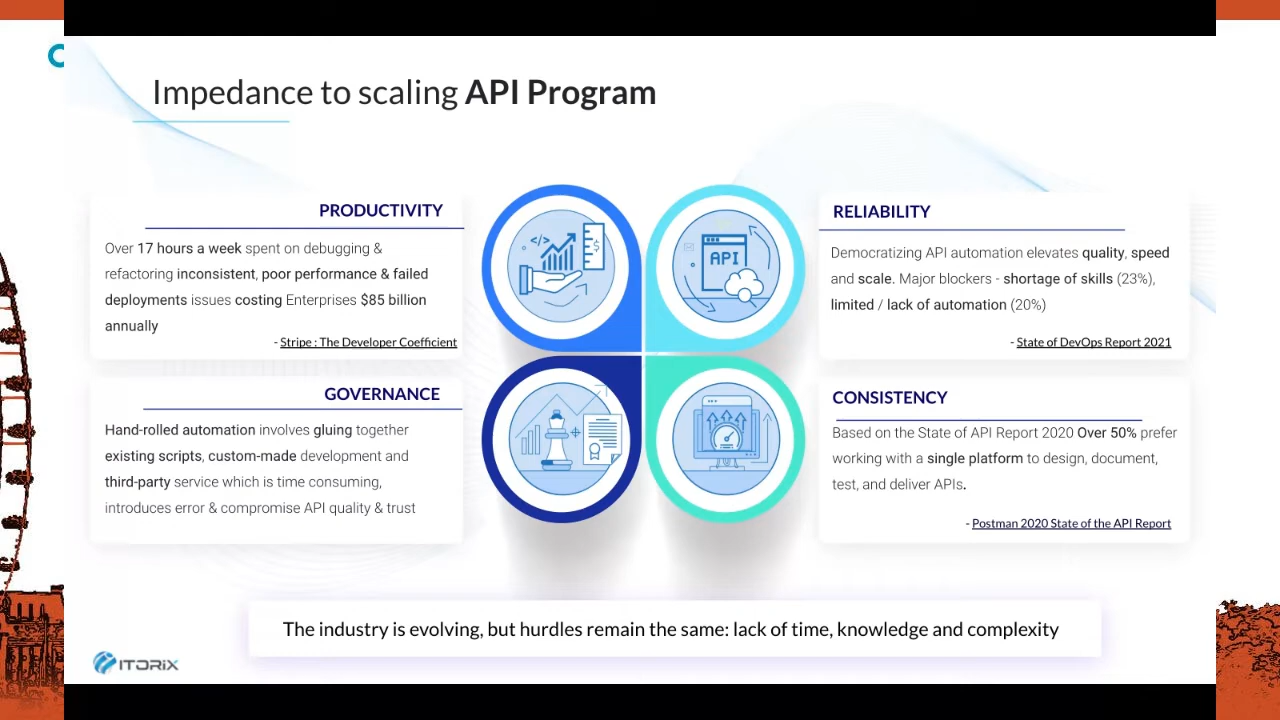 Impedance to scaling API Program
PRODUCTIVITY
Over 17 hours a week spent on debugging &
refactoring inconsistent, poor performance & failed
deployments issues costing Enterprises $85 billion
annually
- Stripe : The Developer Coefficient
GOVERNANCE
Hand-rolled automation involves gluing together
existing scripts, custom-made development and
third-party service which is time consuming,
introduces error & compromise API quality & trust
</>
$
API
RELIABILITY
Democratizing API automation elevates quality, speed
and scale. Major blockers - shortage of skills (23%),
limited / lack of automation (20%)
- State of DevOps Report 2021
CONSISTENCY
Based on the State of API Report 2020 Over 50% prefer
working with a single platform to design, document,
test, and deliver APIs.
- Postman 2020 State of the API Report
The industry is evolving, but hurdles remain the same: lack of time, knowledge and complexity
ITORIX